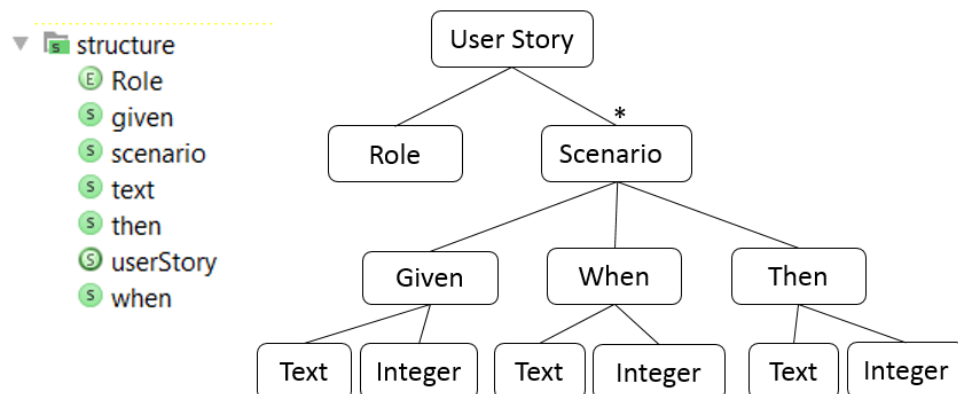 structure
E Role
S given
S scenario
S text
S then
S userStory
S when
User Story
*
Role
Scenario
Given
When
Then
Text
Integer
Text
Integer
Text
Integer